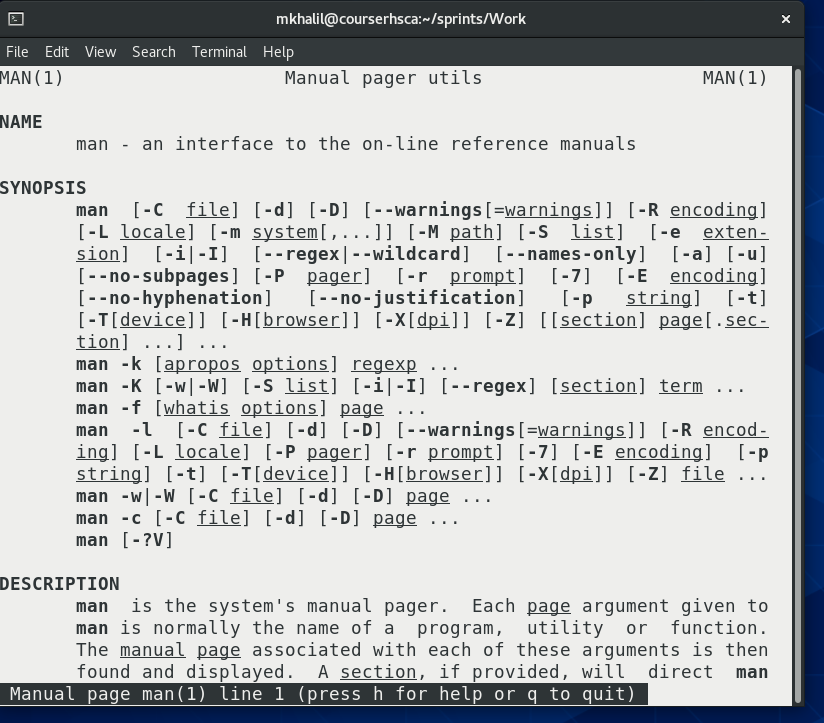 mkhalil@courserhsca:~/sprints/Work ×
File Edit View Search Terminal Help
MAN(1) Manual pager utils MAN(1)
NAME
man - an interface to the on-line reference manuals
SYNOPSIS
man [-C file] [-d] [-D] [--warnings[=warnings]] [-R encoding]
[-L locale] [-m system[,...]] [-M path] [-S list] [-e exten-
sion] [-i|-I] [--regex|--wildcard] [--names-only] [-a] [-u]
[--no-subpages] [-P pager] [-r prompt] [-7] [-E encoding]
[--no-hyphenation] [--no-justification] [-p string] [-t]
[-T[device]] [-H[browser]] [-X[dpi]] [-Z] [[section] page[.sec-
tion] ...] ...
man -k [apropos options] regexp ...
man -K [-w|-W] [-S list] [-i|-I] [--regex] [section] term ...
man -f [whatis options] page ...
man -l [-C file] [-d] [-D] [--warnings[=warnings]] [-R encod-
ing] [-L locale] [-P pager] [-r prompt] [-7] [-E encoding] [-p
string] [-t] [-T[device]] [-H[browser]] [-X[dpi]] [-Z] file ...
man -w|-W [-C file] [-d] [-D] page ...
man -c [-C file] [-d] [-D] page ...
man [-?V]
DESCRIPTION
man is the system's manual pager. Each page argument given to
man is normally the name of a program, utility or function.
The manual page associated with each of these arguments is then
found and displayed. A section, if provided, will direct man
Manual page man(1) line 1 (press h for help or q to quit)